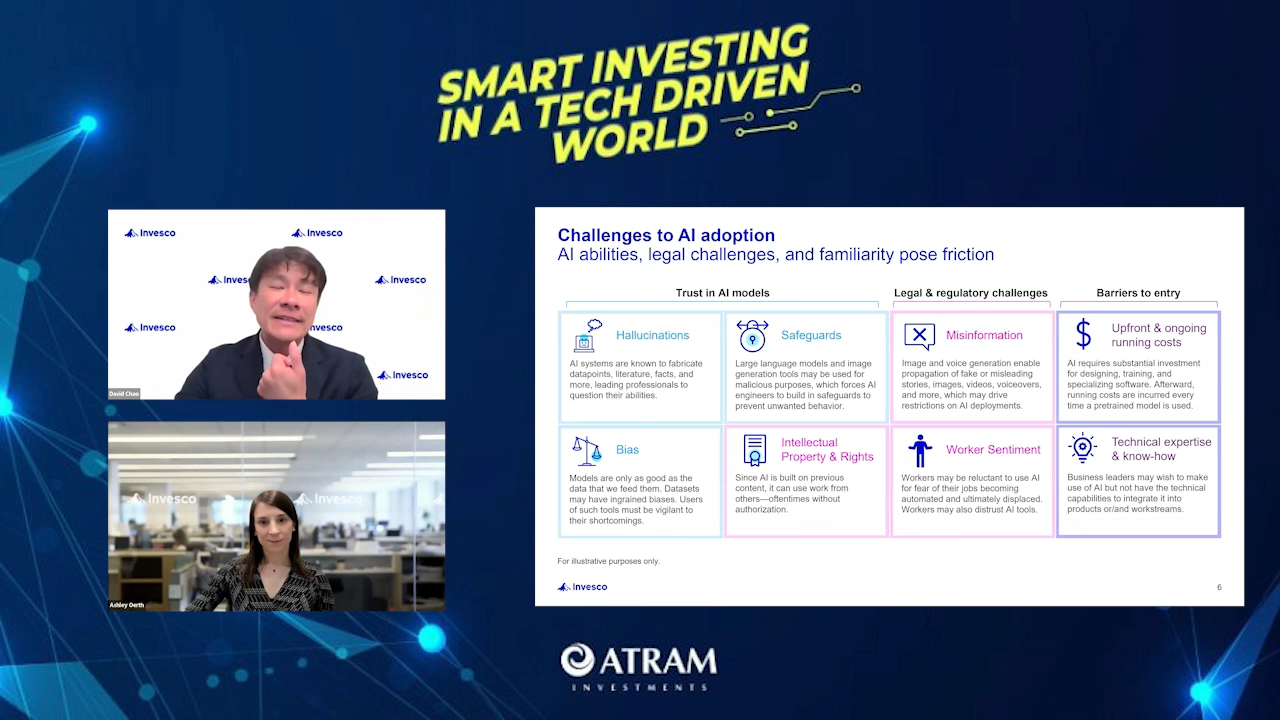 SMART INVESTING
IN A TECH DRIVEN
WORLD
Invesco
Invesco
Invesco
Invesco
Invesco
Invesco
Invesco
David Chao
Invesco
Invesco
Ashley Oerth
Challenges to AI adoption
AI abilities, legal challenges, and familiarity pose friction
Trust in AI models
Legal & regulatory challenges
Barriers to entry
Hallucinations
AI systems are known to fabricate
datapoints, literature, facts, and
more, leading professionals to
question their abilities.
Safeguards
Large language models and image
generation tools may be used for
malicious purposes, which forces AI
engineers to build in safeguards to
prevent unwanted behavior.
Misinformation
Image and voice generation enable
propagation of fake or misleading
stories, images, videos, voiceovers,
and more, which may drive
restrictions on AI deployments.
Upfront & ongoing
running costs
AI requires substantial investment
for designing, training, and
specializing software. Afterward,
running costs are incurred every
time a pretrained model is used.
Bias
Models are only as good as the
data that we feed them. Datasets
may have ingrained biases. Users
of such tools must be vigilant to
their shortcomings.
Intellectual
Property & Rights
Since AI is built on previous
content, it can use work from
others—oftentimes without
authorization.
Worker Sentiment
Workers may be reluctant to use AI
for fear of their jobs becoming
automated and ultimately displaced.
Workers may also distrust AI tools.
Technical expertise
& know-how
Business leaders may wish to make
use of AI but not have the technical
capabilities to integrate it into
products or/and workstreams.
For illustrative purposes only.
Invesco
6
ATRAM
INVESTMENTS